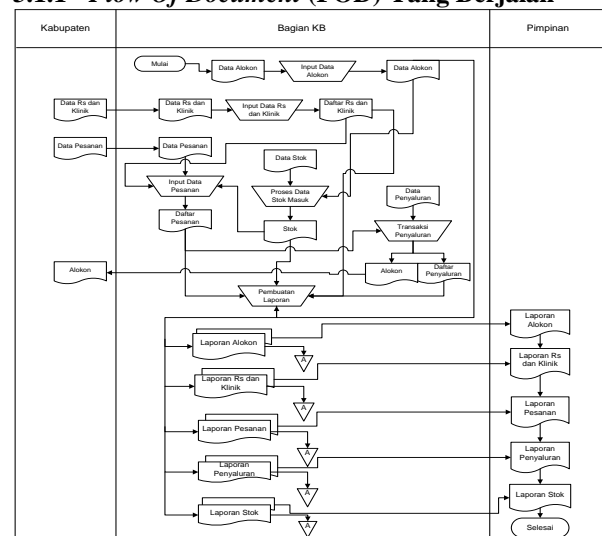 3.1.1 Flow Of Document (FOD) Yang Berjalan
Kabupaten
Bagian KB
Pimpinan
Mulai
Data Alokon
Input Data
Alokon
Data Alokon
Data Rs dan
Klinik
Data Rs dan
Klinik
Input Data Rs
dan Klinik
Daftar Rs dan
Klinik
Data Pesanan
Data Pesanan
Data Stok
Input Data
Pesanan
Proses Data
Stok Masuk
Data
Penyaluran
Daftar
Pesanan
Stok
Transaksi
Penyaluran
Alokon
Alokon
Daftar
Penyaluran
Pembuatan
Laporan
Laporan Alokon
A
Laporan
Alokon
Laporan Rs dan
Klinik
A
Laporan Rs
dan Klinik
Laporan Pesanan
A
Laporan
Pesanan
Laporan
Penyaluran
A
Laporan
Penyaluran
Laporan Stok
A
Laporan Stok
Selesai